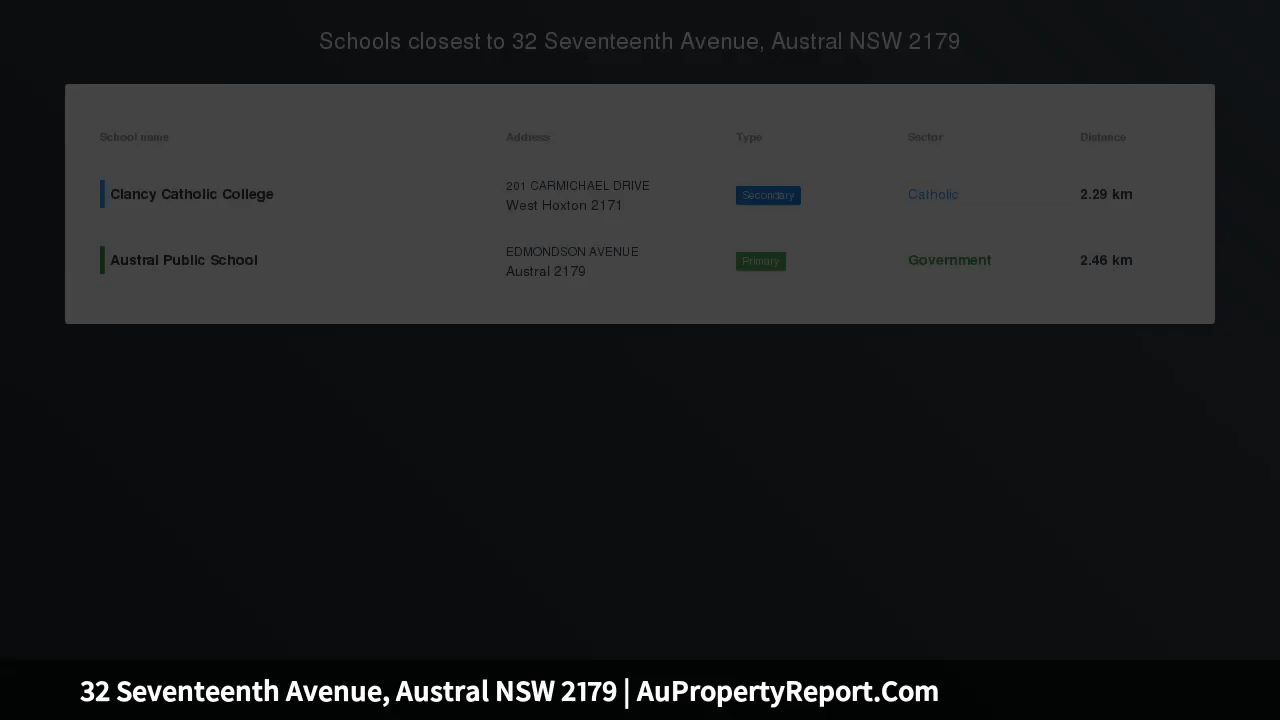 Schools closest to 32 Seventeenth Avenue, Austral NSW 2179
School name Address Type Sector Distance
Clancy Catholic College 201 CARMICHAEL DRIVE Secondary Catholic 2.29 km
West Hoxton 2171
Austral Public School EDMONDSON AVENUE Primary Government 2.46 km
Austral 2179
32 Seventeenth Avenue, Austral NSW 2179 | AuPropertyReport.Com